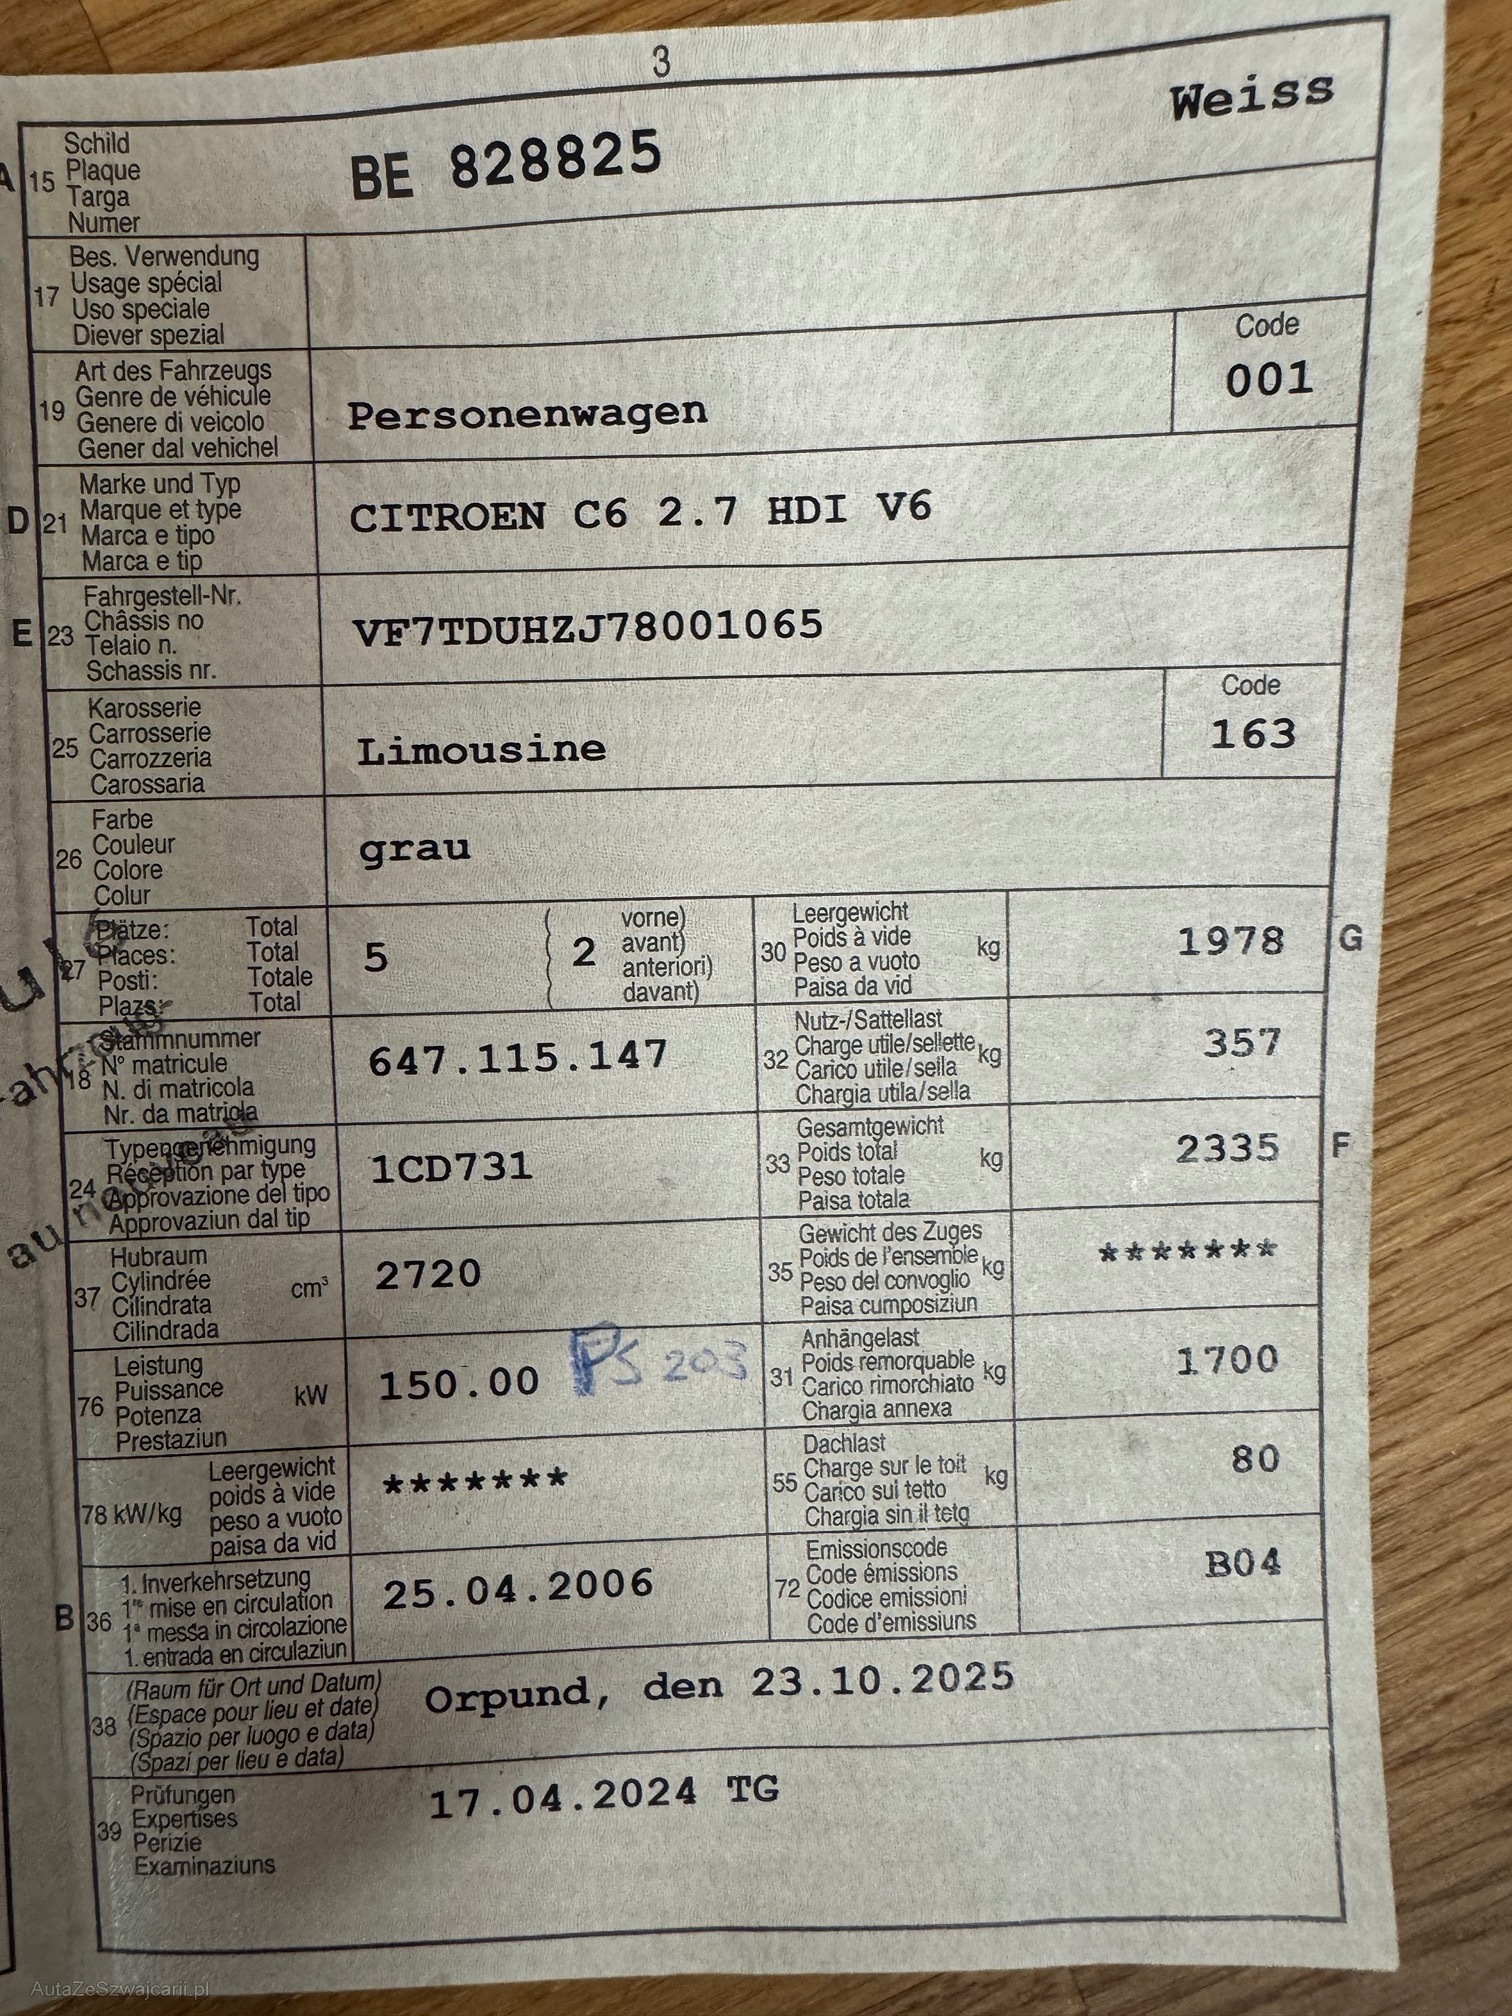 3
A 15 Schild
Plaque
Targa
Numer
BE 828825
Weiss
17 Bes. Verwendung
Usage spécial
Uso speciale
Diever spezial
19 Art des Fahrzeugs
Genre de véhicule
Genere di veicolo
Gener dal vehichel
Personenwagen
Code
001
D 21 Marke und Typ
Marque et type
Marca e tipo
Marca e tip
CITROEN C6 2.7 HDI V6
E 23 Fahrgestell-Nr.
Châssis no
Telaio n.
Schassis nr.
VF7TDUHZJ78001065
25 Karosserie
Carrosserie
Carrozzeria
Carossaria
Limousine
Code
163
26 Farbe
Couleur
Colore
Colur
grau
27 Plätze: Total
Places: Total
Posti: Totale
Plazs: Total
5
2
vorne)
avant)
anteriori)
davant)
30 Leergewicht
Poids à vide
Peso a vuoto
Paisa da vid
kg
1978 G
18 Stammnummer
N° matricule
N. di matricola
Nr. da matricla
647.115.147
32 Nutz-/Sattellast
Charge utile/sellette
Carico utile/sella
Chargia utila/sella
kg
357
24 Typengenehmigung
Réception par type
Approvazione del tipo
Approvaziun dal tip
1CD731
33 Gesamtgewicht
Poids total
Peso totale
Paisa totala
kg
2335 F
37 Hubraum
Cylindrée
Cilindrata
Cilindrada
cm³
2720
35 Gewicht des Zuges
Poids de l'ensemble
Peso del convoglio
Paisa cumposiziun
kg
*******
76 Leistung
Puissance
Potenza
Prestaziun
kW
150.00 PS 203
31 Anhängelast
Poids remorquable
Carico rimorchiato
Chargia annexa
kg
1700
78 kW/kg Leergewicht
poids à vide
peso a vuoto
paisa da vid
*******
55 Dachlast
Charge sur le toit
Carico sul tetto
Chargia sin il tetg
kg
80
B 36 1. Inverkehrsetzung
1re mise en circulation
1a messa in circolazione
1. entrada en circulaziun
25.04.2006
72 Emissionscode
Code émissions
Codice emissioni
Code d'emissiuns
B04
38 (Raum für Ort und Datum)
(Espace pour lieu et date)
(Spazio per luogo e data)
(Spazi per lieu e data)
Orpund, den 23.10.2025
39 Prüfungen
Expertises
Perizie
Examinaziuns
17.04.2024 TG
au nouveau
AutaZeSzwajcarii.pl